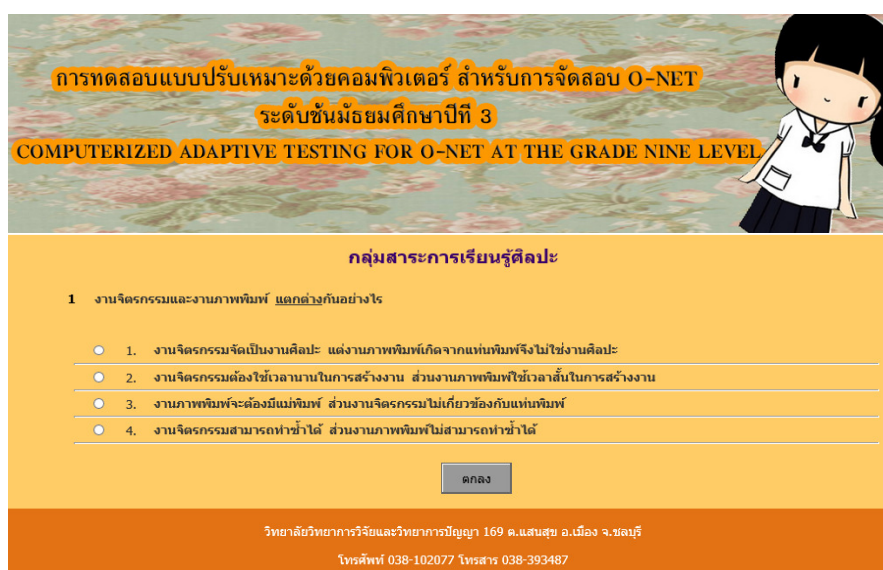 การทดสอบแบบปรับเหมาะด้วยคอมพิวเตอร์ สำหรับการจัดสอบ O-NET
ระดับชั้นมัธยมศึกษาปีที่ 3
COMPUTERIZED ADAPTIVE TESTING FOR O-NET AT THE GRADE NINE LEVEL
กลุ่มสาระการเรียนรู้ศิลปะ
1 งานจิตรกรรมและงานภาพพิมพ์ แตกต่างกันอย่างไร
1. งานจิตรกรรมจัดเป็นงานศิลปะ แต่งานภาพพิมพ์เกิดจากแท่นพิมพ์จึงไม่ใช่งานศิลปะ
2. งานจิตรกรรมต้องใช้เวลานานในการสร้างงาน ส่วนงานภาพพิมพ์ใช้เวลาสั้นในการสร้างงาน
3. งานภาพพิมพ์จะต้องมีแม่พิมพ์ ส่วนงานจิตรกรรมไม่เกี่ยวข้องกับแท่นพิมพ์
4. งานจิตรกรรมสามารถทำซ้ำได้ ส่วนงานภาพพิมพ์ไม่สามารถทำซ้ำได้
ตกลง
วิทยาลัยวิทยาการวิจัยและวิทยาการปัญญา 169 ต.แสนสุข อ.เมือง จ.ชลบุรี
โทรศัพท์ 038-102077 โทรสาร 038-393487